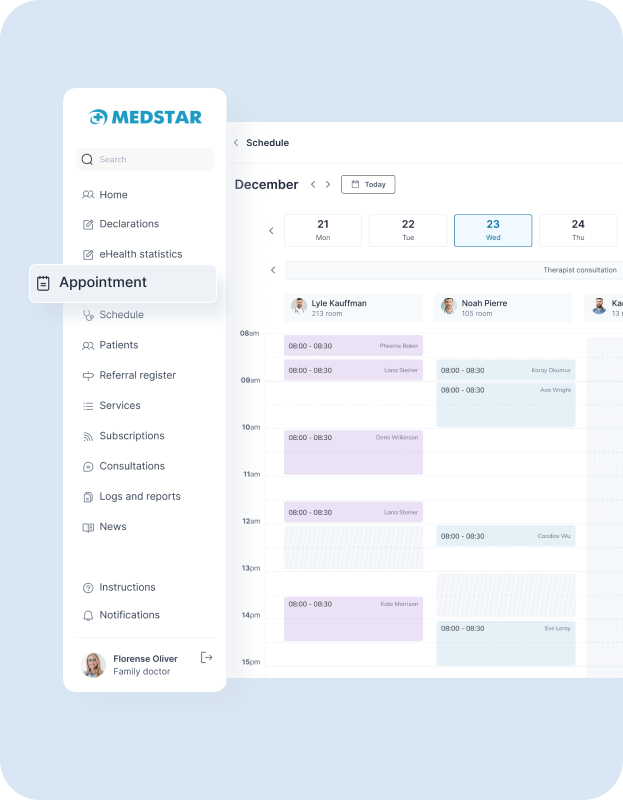 MEDSTAR
Search
Home
Declarations
eHealth statistics
Appointment
Schedule
Patients
Referral register
Services
Subscriptions
Consultations
Logs and reports
News
Instructions
Notifications
Florense Oliver
Family doctor
Schedule
December
Today
21
Mon
22
Tue
23
Wed
24
Thu
Therapist consultation
Lyle Kauffman
213 room
Noah Pierre
105 room
Kar
13 r
08am
08:00 - 08:30 Phoenix Baker
08:00 - 08:30 Lana Steiner
08:00 - 08:30 Koray Okumus
09am
08:00 - 08:30 Ava Wright
10am
08:00 - 08:30 Demi Wilkinson
11am
08:00 - 08:30 Lana Steiner
12am
08:00 - 08:30 Candice Wu
13pm
08:00 - 08:30 Kate Morrison
14pm
08:00 - 08:30 Eve Leroy
15pm